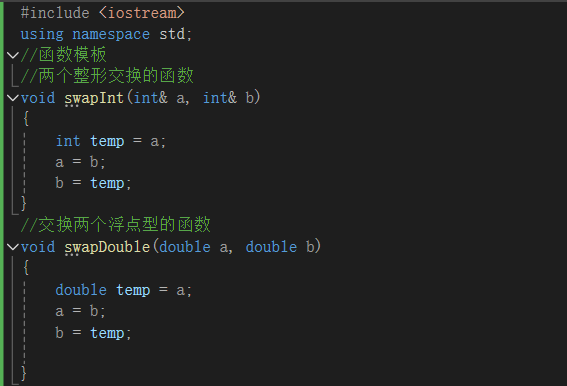 #include <iostream>
using namespace std;
//函数模板
//两个整形交换的函数
void swapInt(int& a, int& b)
{
    int temp = a;
    a = b;
    b = temp;
}
//交换两个浮点型的函数
void swapDouble(double a, double b)
{
    double temp = a;
    a = b;
    b = temp;
}